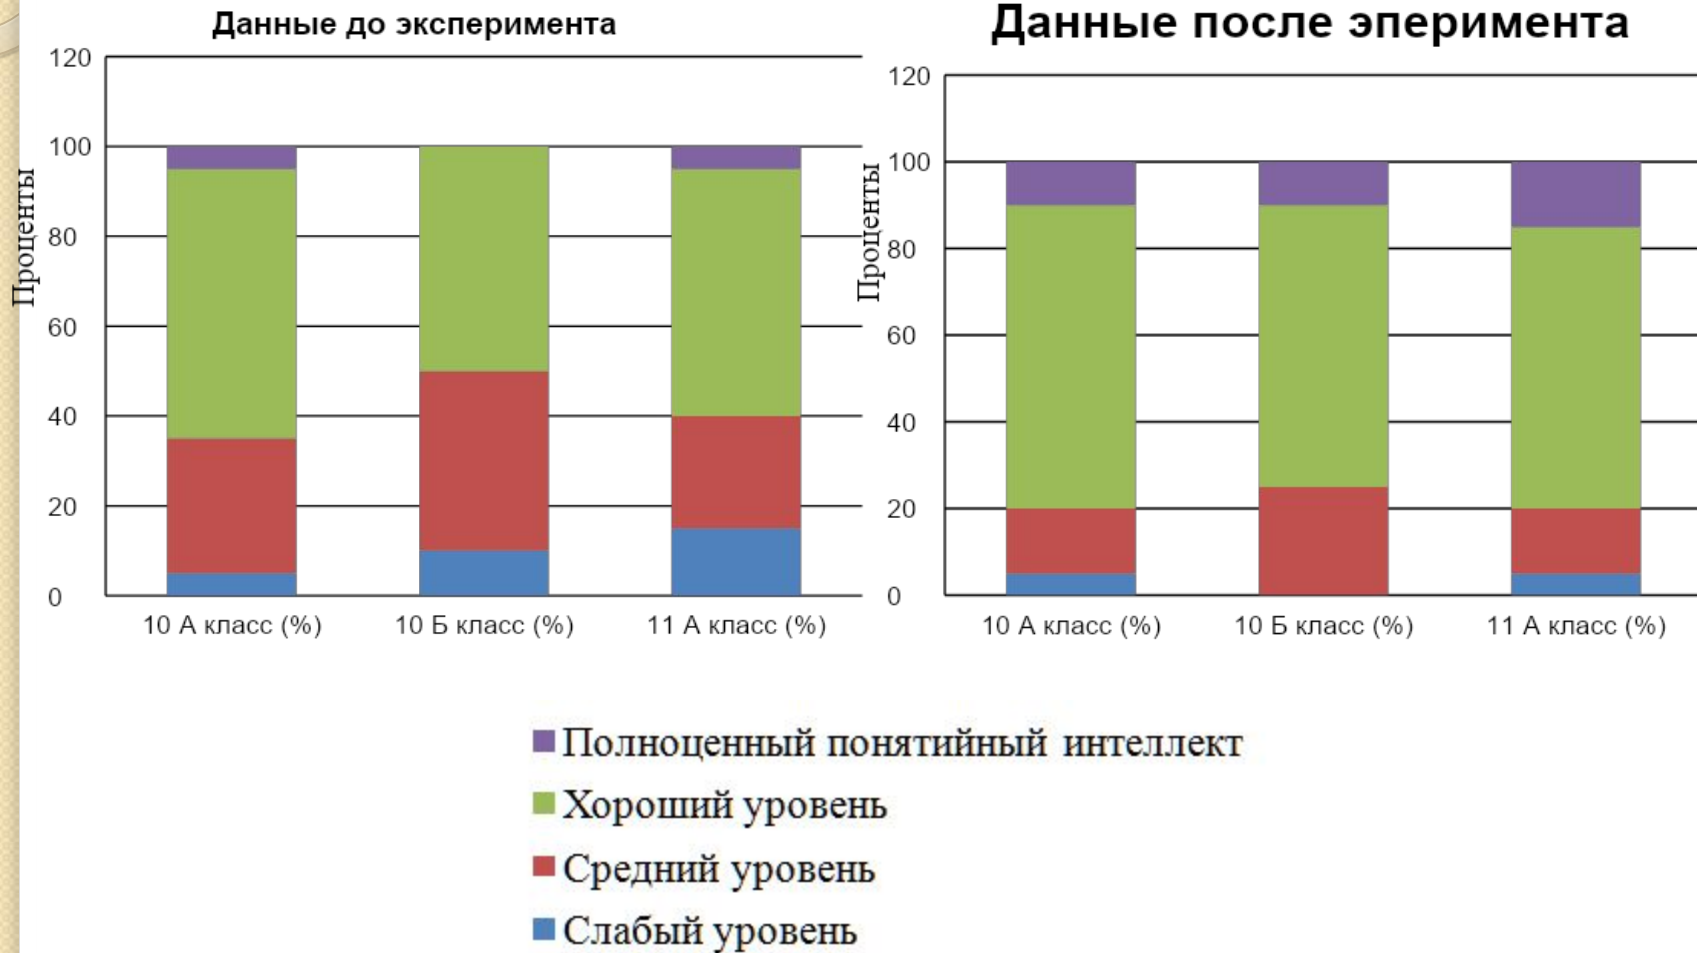 Данные до эксперимента
120
100
80
60
40
20
0
Проценты
10 А класс (%)
10 Б класс (%)
11 А класс (%)
Данные после эперимента
120
100
80
60
40
20
0
Проценты
10 А класс (%)
10 Б класс (%)
11 А класс (%)
Полноценный понятийный интеллект
Хороший уровень
Средний уровень
Слабый уровень